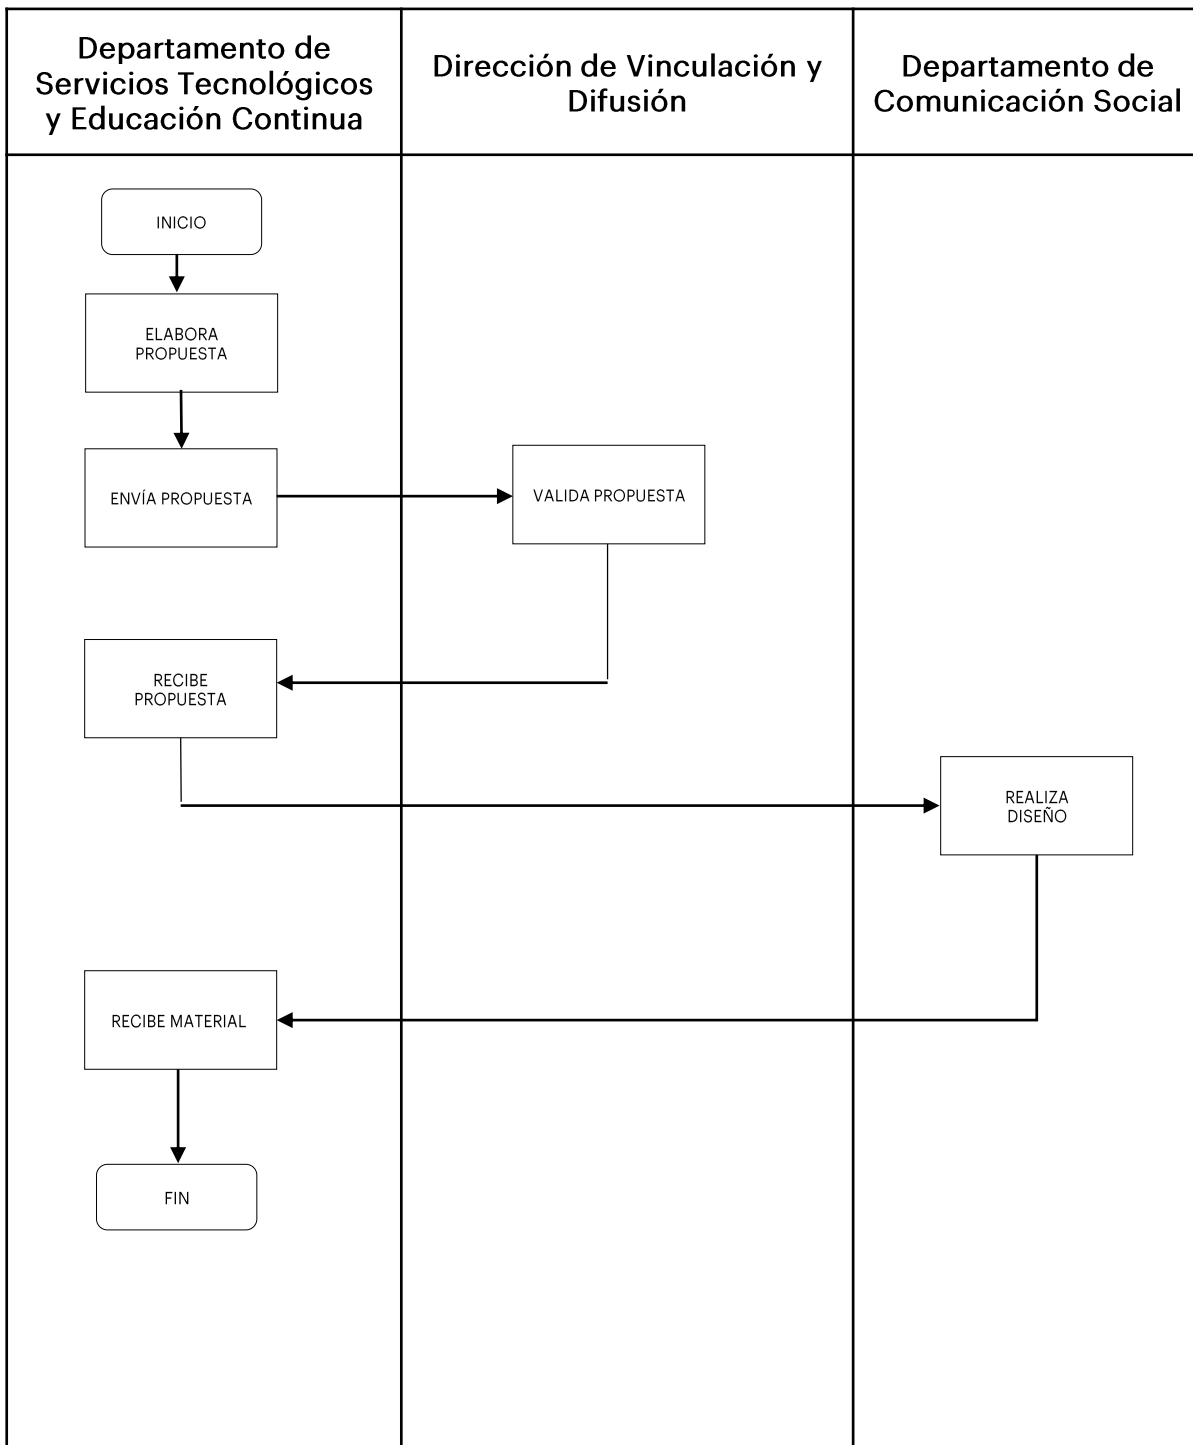 Departamento de
Servicios Tecnológicos
y Educación Continua
Dirección de Vinculación y
Difusión
Departamento de
Comunicación Social
INICIO
ELABORA
PROPUESTA
ENVÍA PROPUESTA
VALIDA PROPUESTA
RECIBE
PROPUESTA
REALIZA
DISEÑO
RECIBE MATERIAL
FIN